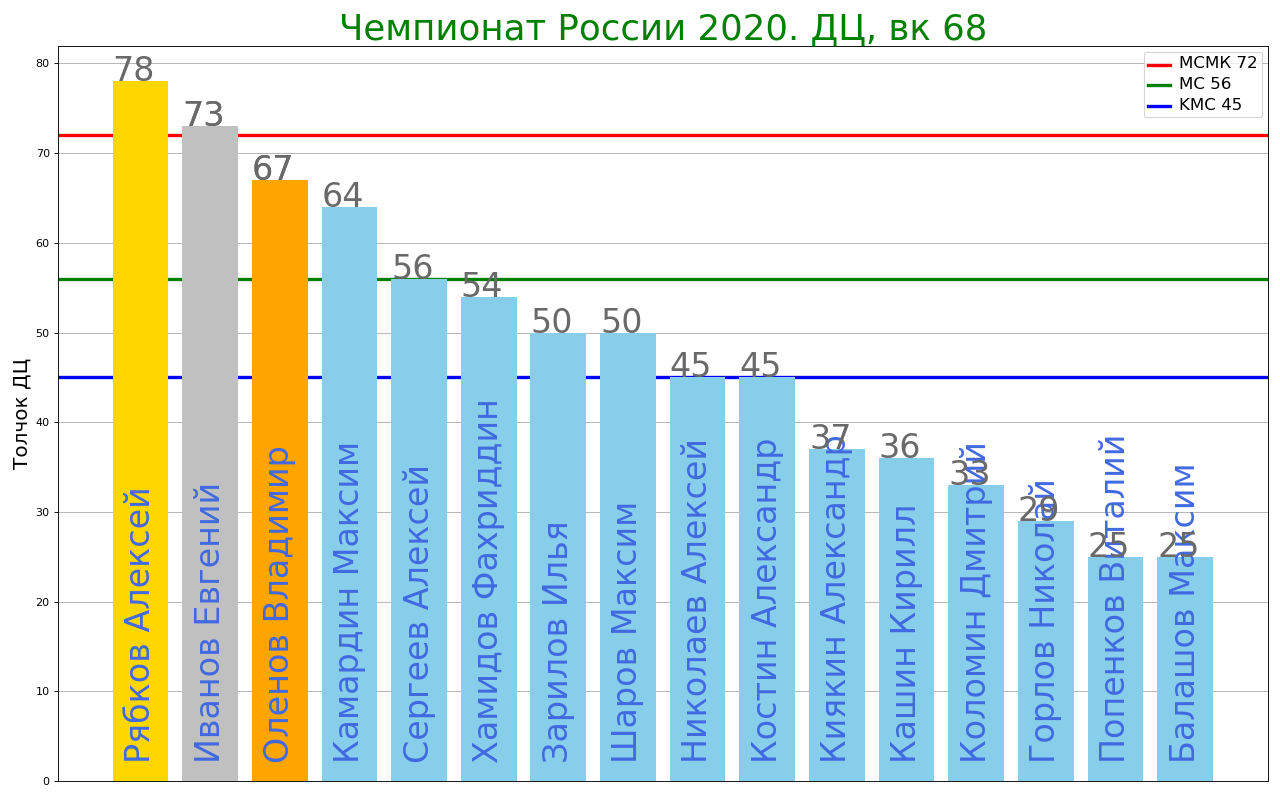 Чемпионат России 2020. ДЦ, вк 68
МСМК 72
МС 56
КМС 45
Толчок ДЦ
80
70
60
50
40
30
20
10
0
78
73
67
64
56
54
50
50
45
45
37
36
33
29
25
25
Рябков Алексей
Иванов Евгений
Оленов Владимир
Камардин Максим
Сергеев Алексей
Хамидов Фахриддин
Зарилов Илья
Шаров Максим
Николаев Алексей
Костин Александр
Киякин Александр
Кашин Кирилл
Коломин Дмитрий
Горлов Николай
Попенков Виталий
Балашов Максим